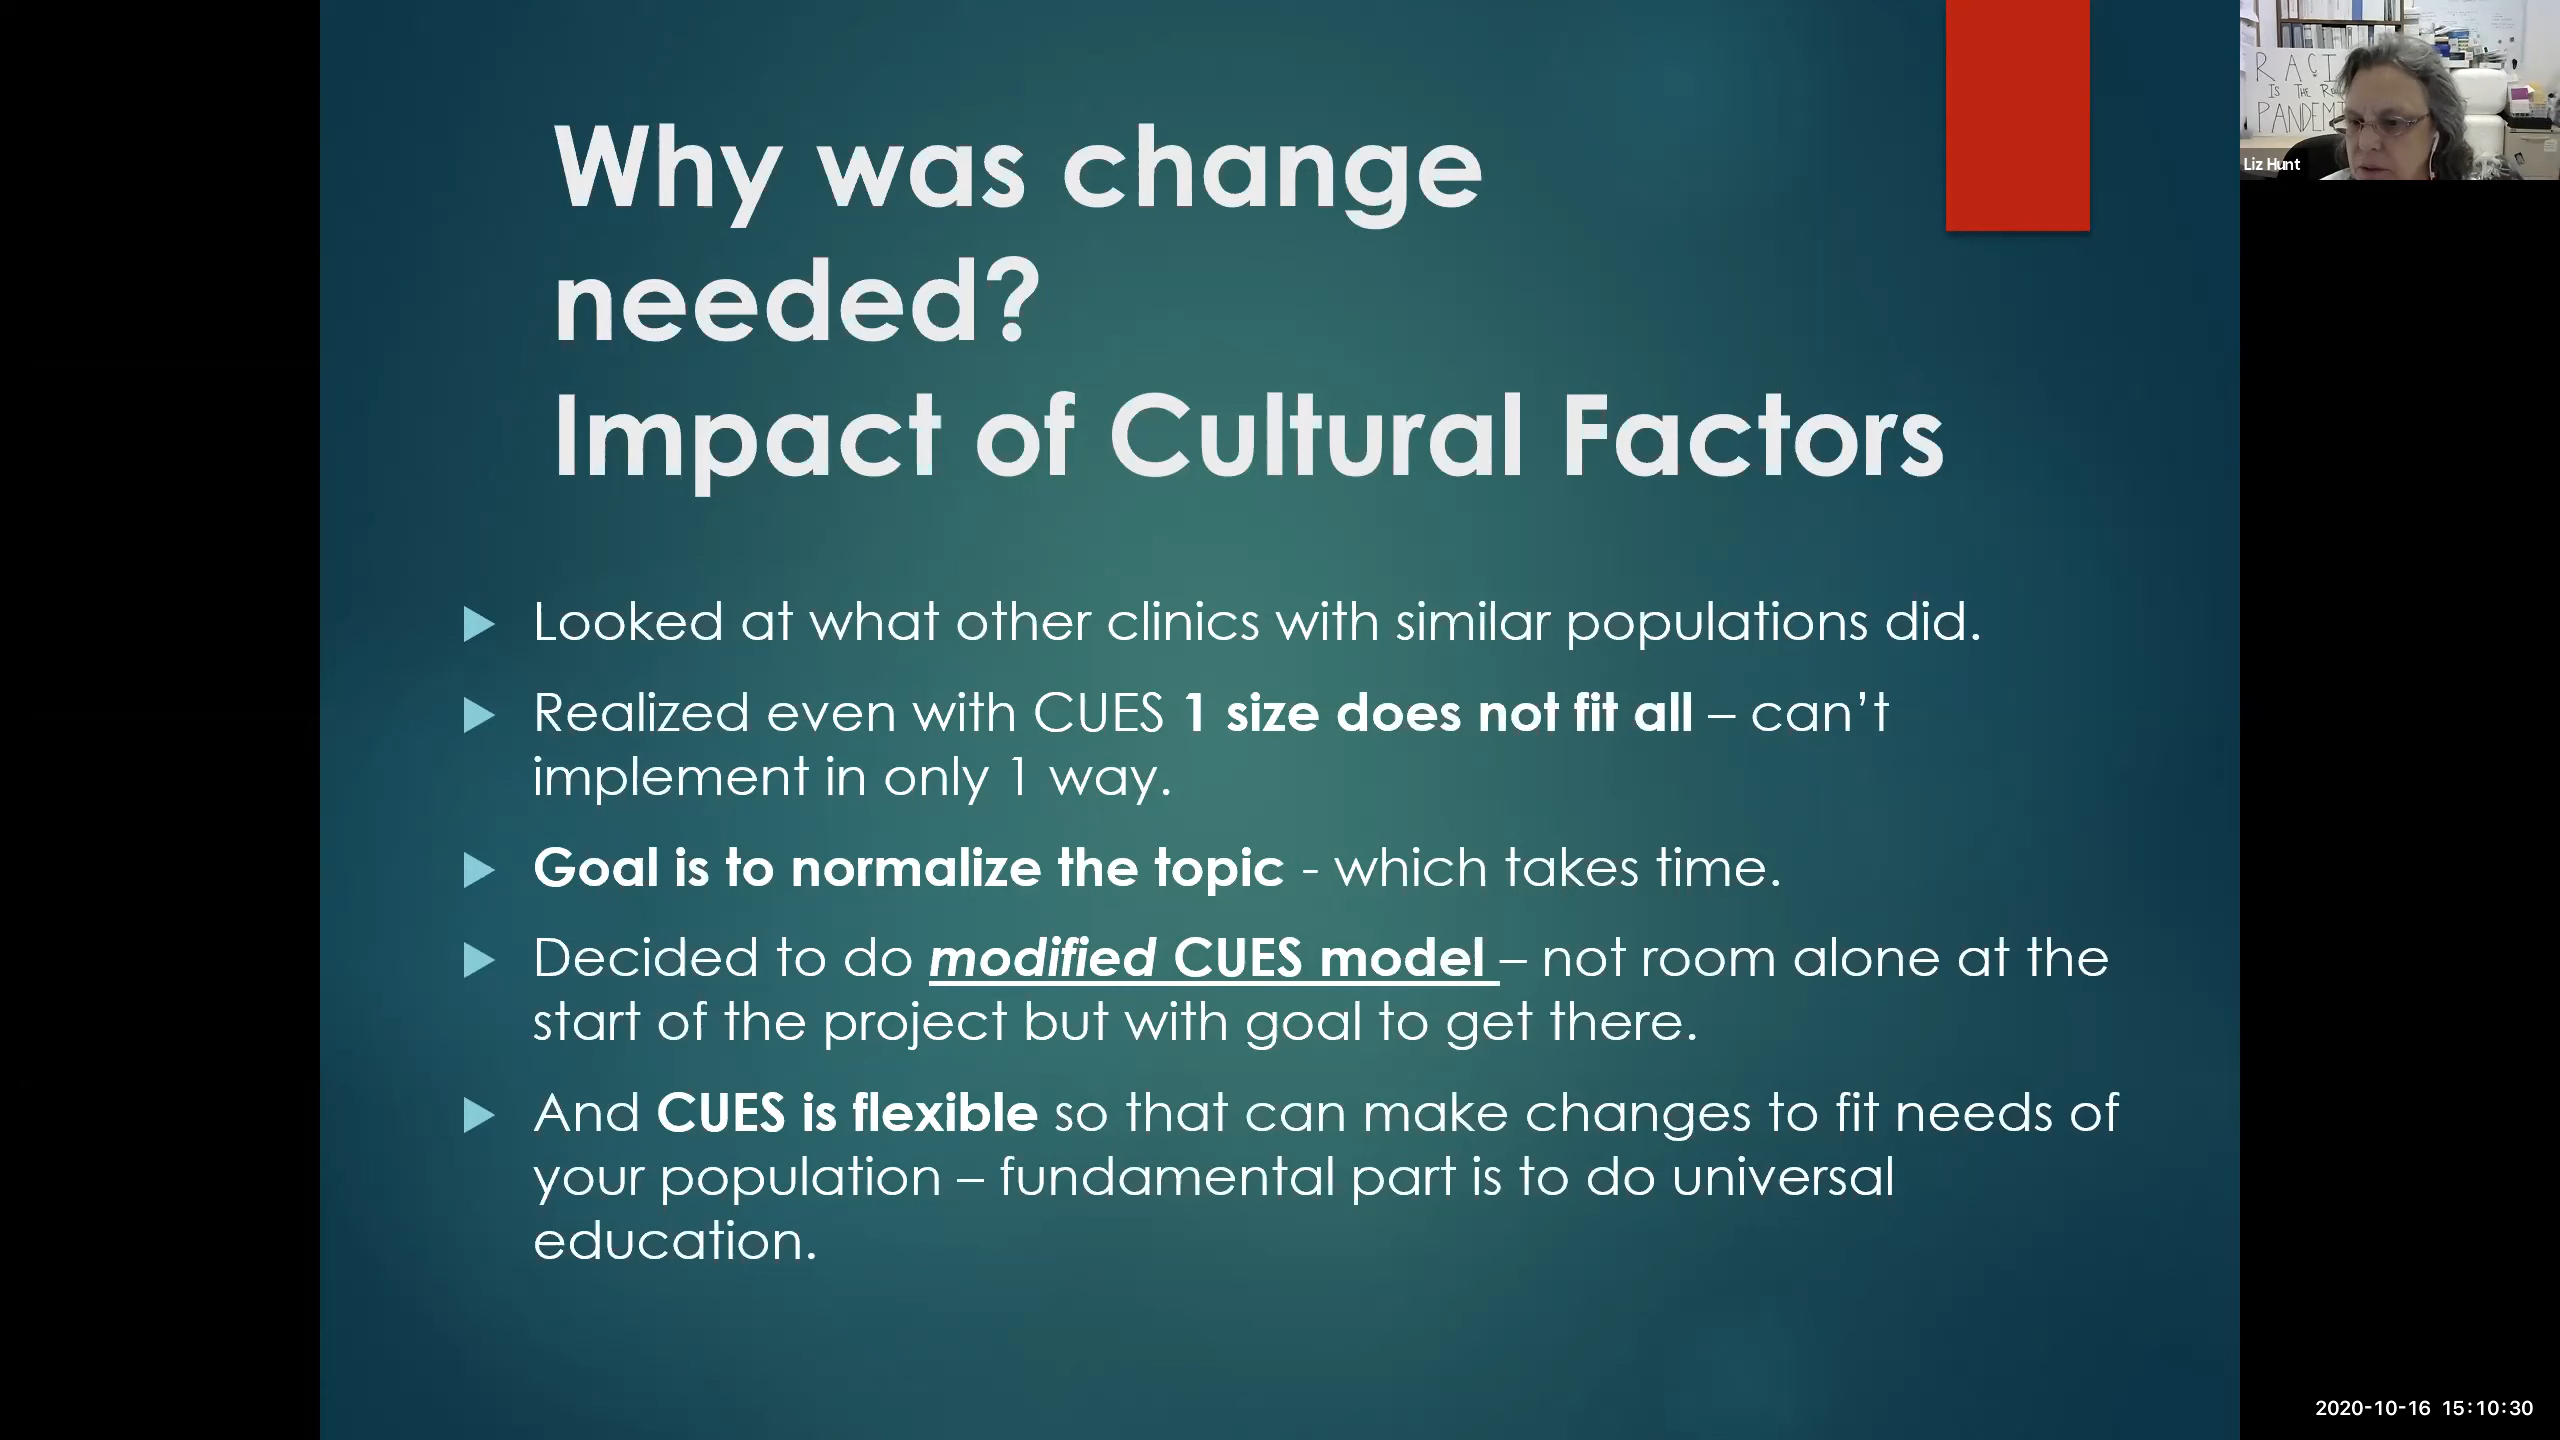 Why was change
needed?
Impact of Cultural Factors
Looked at what other clinics with similar populations did.
Realized even with CUES 1 size does not fit all – can’t
implement in only 1 way.
Goal is to normalize the topic - which takes time.
Decided to do modified CUES model – not room alone at the
start of the project but with goal to get there.
And CUES is flexible so that can make changes to fit needs of
your population – fundamental part is to do universal
education.
RACI
IS THE
PANDEMI
Liz Hunt
2020-10-16 15:10:30